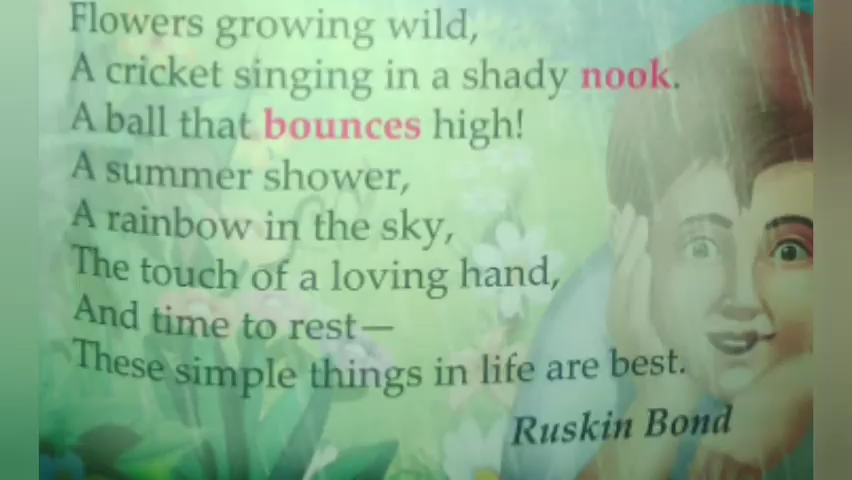 Flowers growing wild,
A cricket singing in a shady nook.
A ball that bounces high!
A summer shower,
A rainbow in the sky,
The touch of a loving hand,
And time to rest—
These simple things in life are best.
Ruskin Bond